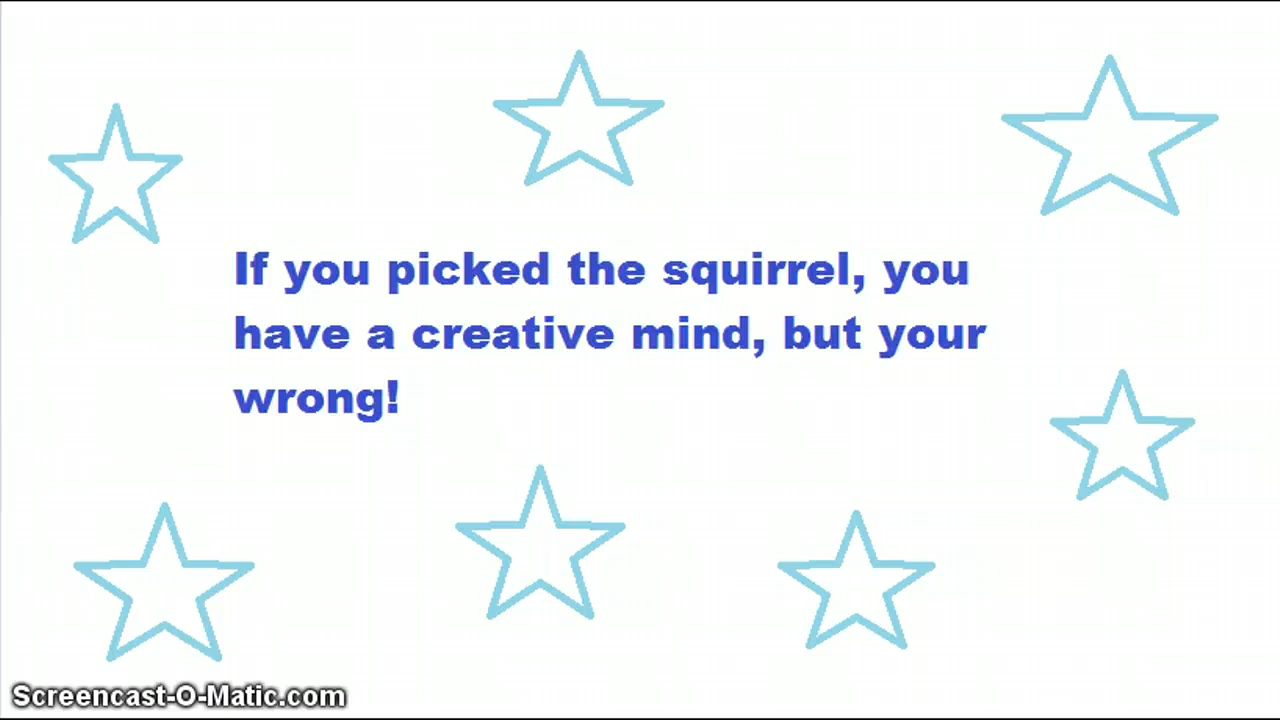 If you picked the squirrel, you
have a creative mind, but your
wrong!
Screencast-O-Matic.com